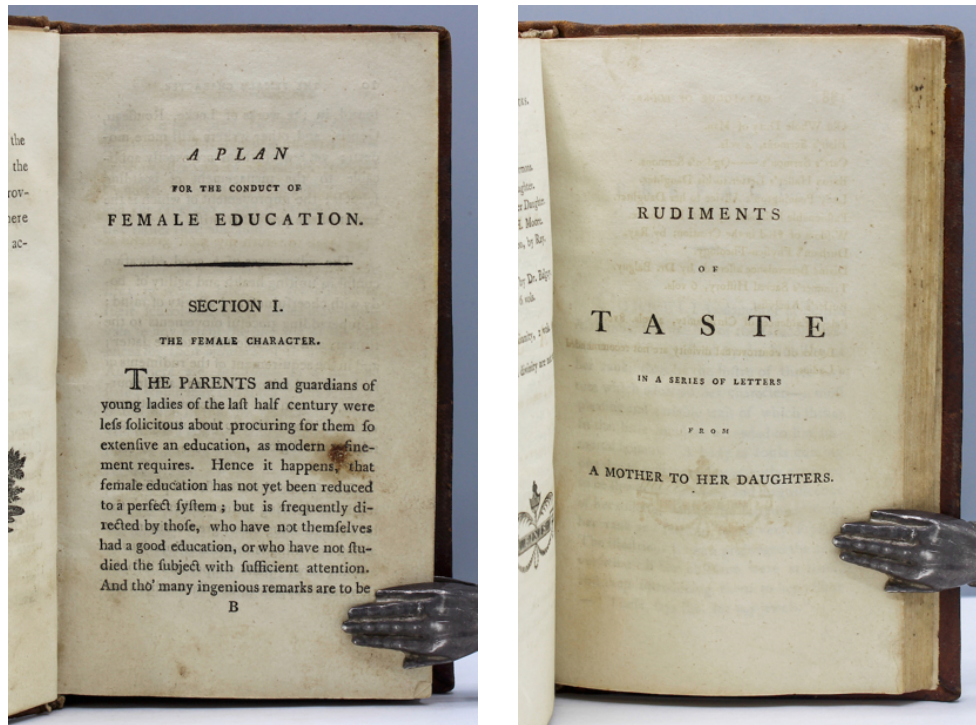 the
the
rov-
here
ac-
A PLAN
FOR THE CONDUCT OF
FEMALE EDUCATION.
SECTION I.
THE FEMALE CHARACTER.
THE PARENTS and guardians of
young ladies of the laſt half century were
leſs ſolicitous about procuring for them ſo
extenſive an education, as modern refine-
ment requires. Hence it happens, that
female education has not yet been reduced
to a perfect ſyſtem; but is frequently di-
rected by thoſe, who have not themſelves
had a good education, or who have not ſtu-
died the ſubject with ſufficient attention.
And tho' many ingenious remarks are to be
B
RUDIMENTS
OF
TASTE
IN A SERIES OF LETTERS
FROM
A MOTHER TO HER DAUGHTERS.